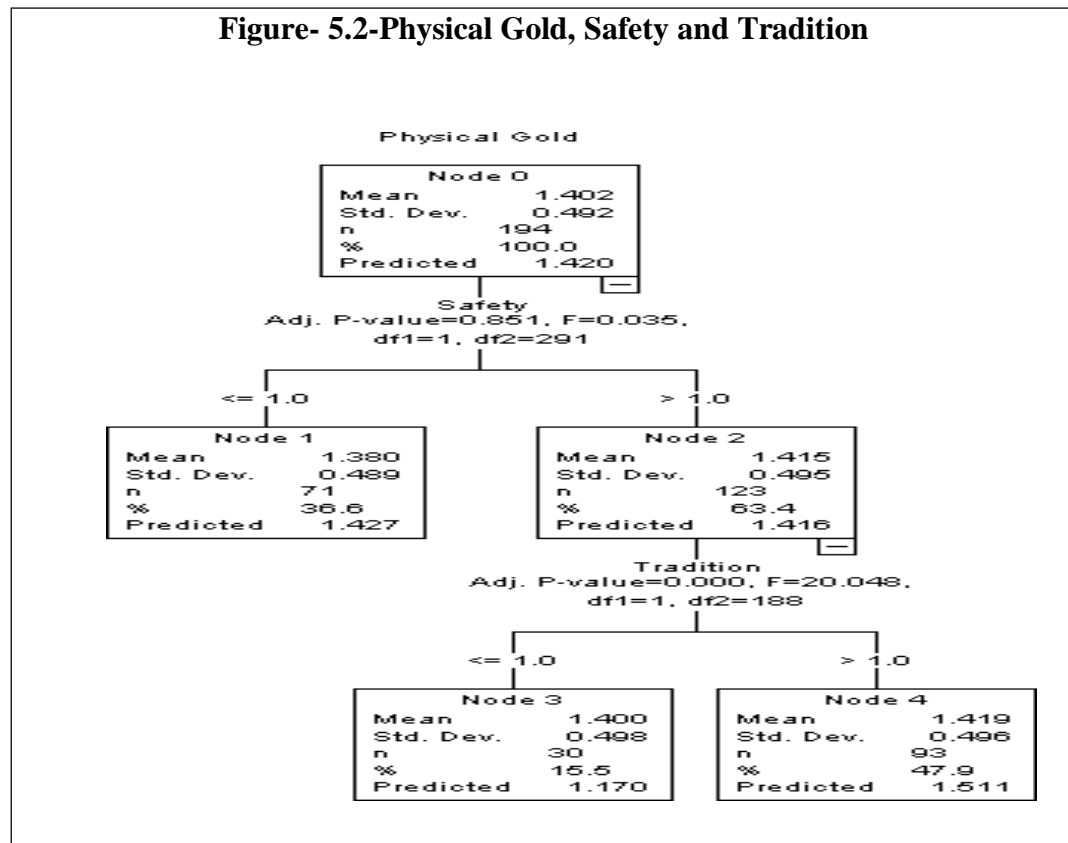 Figure- 5.2-Physical Gold, Safety and Tradition
Physical Gold
Node 0
Mean 1.402
Std. Dev. 0.492
n 194
% 100.0
Predicted 1.420
Safety
Adj. P-value=0.851, F=0.035,
df1=1, df2=291
<= 1.0
> 1.0
Node 1
Mean 1.380
Std. Dev. 0.489
n 71
% 36.6
Predicted 1.427
Node 2
Mean 1.415
Std. Dev. 0.495
n 123
% 63.4
Predicted 1.416
Tradition
Adj. P-value=0.000, F=20.048,
df1=1, df2=188
<= 1.0
> 1.0
Node 3
Mean 1.400
Std. Dev. 0.498
n 30
% 15.5
Predicted 1.170
Node 4
Mean 1.419
Std. Dev. 0.496
n 93
% 47.9
Predicted 1.511